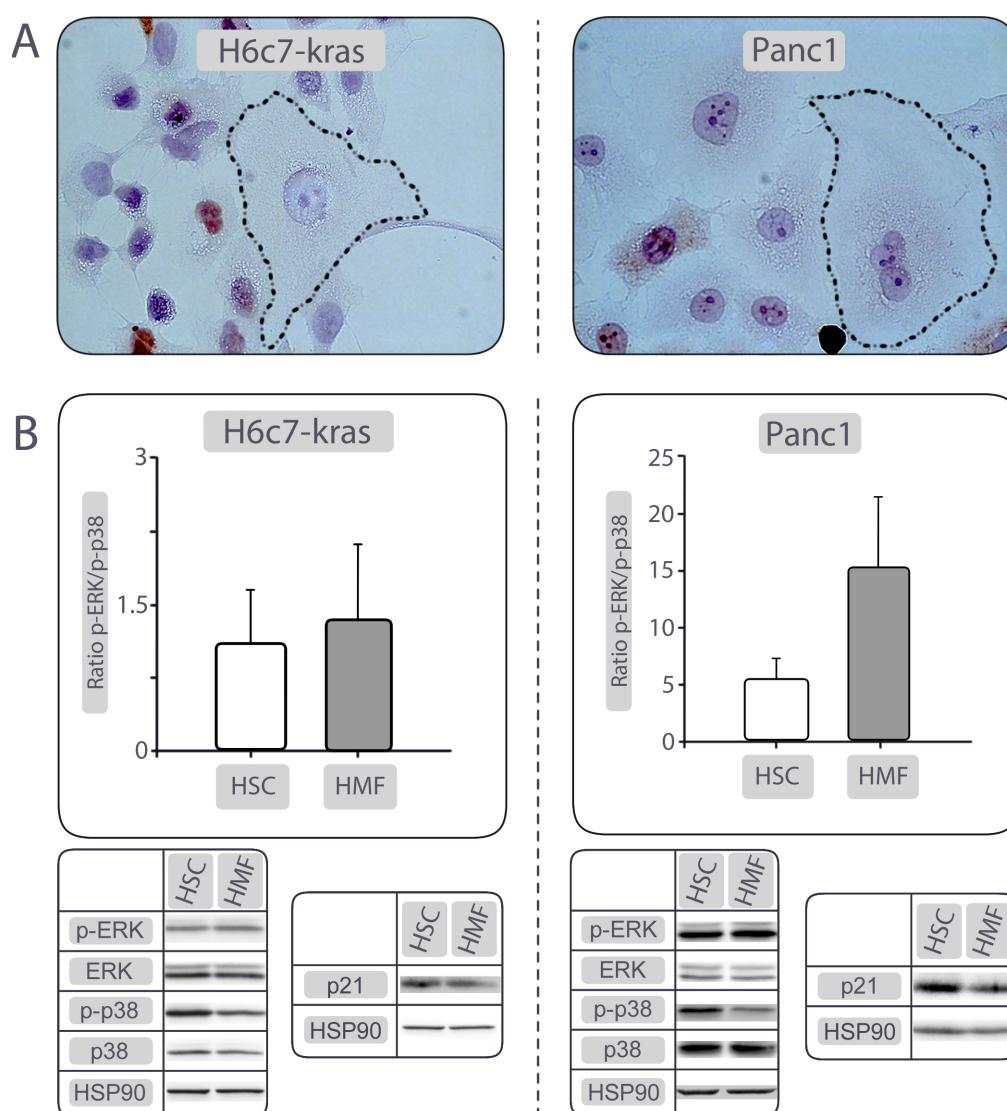 A
H6c7-kras
Panc1
B
H6c7-kras
Ratio p-ERK/p-p38
3
1.5
0
HSC
HMF
Panc1
Ratio p-ERK/p-p38
25
20
15
10
5
0
HSC
HMF
HSC
HMF
p-ERK
ERK
p-p38
p38
HSP90
HSC
HMF
p21
HSP90
HSC
HMF
p-ERK
ERK
p-p38
p38
HSP90
HSC
HMF
p21
HSP90